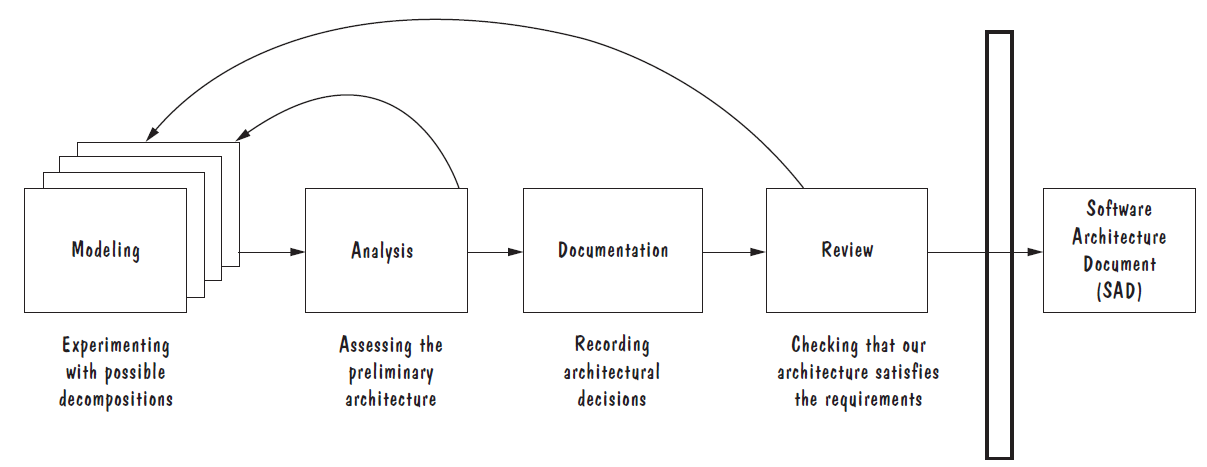 Modeling
Analysis
Documentation
Review
Software
Architecture
Document
(SAD)
Experimenting
with possible
decompositions
Assessing the
preliminary
architecture
Recording
architectural
decisions
Checking that our
architecture satisfies
the requirements